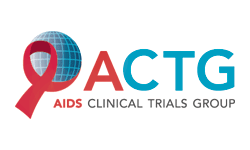 ACTG
AIDS CLINICAL TRIALS GROUP